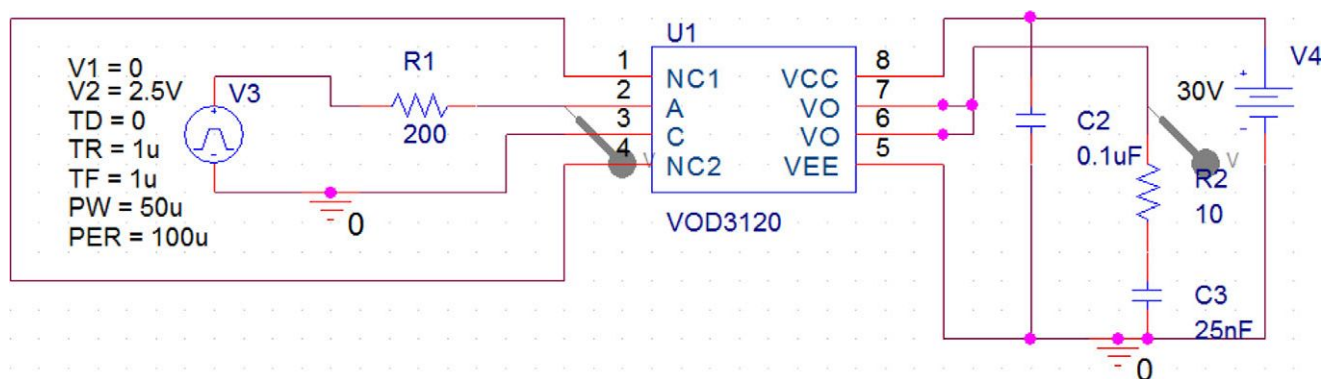 V1 = 0
V2 = 2.5V
TD = 0
TR = 1u
TF = 1u
PW = 50u
PER = 100u
V3
+
-
R1
200
0
U1
1
NC1
2
A
3
C
4
NC2
V
8
VCC
7
VO
6
VO
5
VEE
VOD3120
C2
0.1uF
R2
10
V
C3
25nF
0
V4
30V
+
-